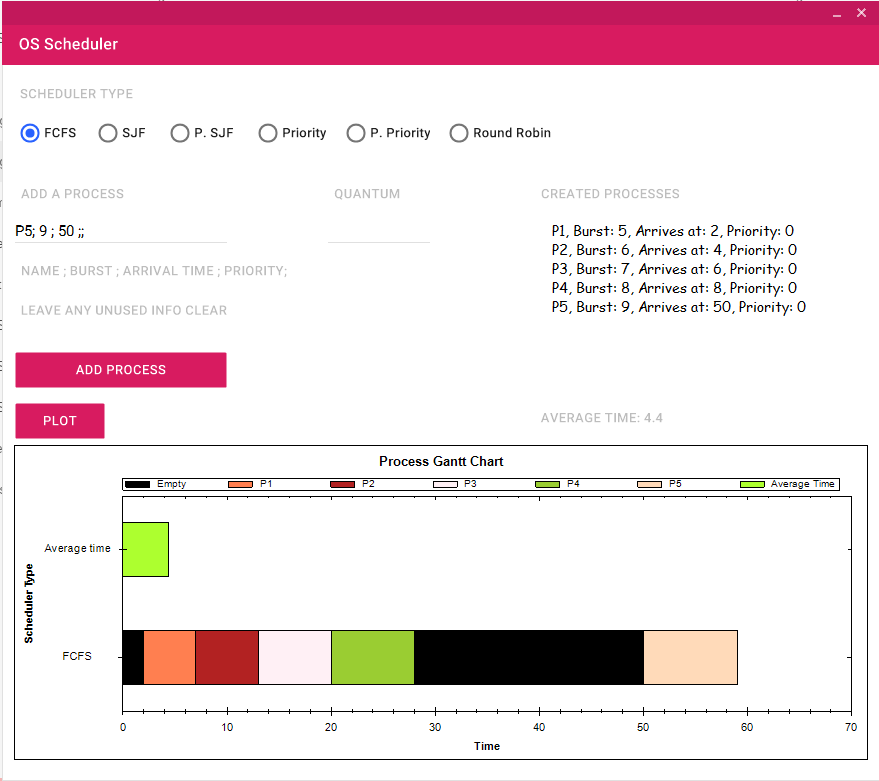 OS Scheduler
SCHEDULER TYPE
FCFS SJF P. SJF Priority P. Priority Round Robin
ADD A PROCESS QUANTUM CREATED PROCESSES
P5; 9 ; 50 ;;
P1, Burst: 5, Arrives at: 2, Priority: 0
P2, Burst: 6, Arrives at: 4, Priority: 0
P3, Burst: 7, Arrives at: 6, Priority: 0
P4, Burst: 8, Arrives at: 8, Priority: 0
P5, Burst: 9, Arrives at: 50, Priority: 0
NAME ; BURST ; ARRIVAL TIME ; PRIORITY;
LEAVE ANY UNUSED INFO CLEAR
ADD PROCESS
PLOT
AVERAGE TIME: 4.4
Process Gantt Chart
Empty P1 P2 P3 P4 P5 Average Time
Average time
Scheduler Type
FCFS
0 10 20 30 40 50 60 70
Time